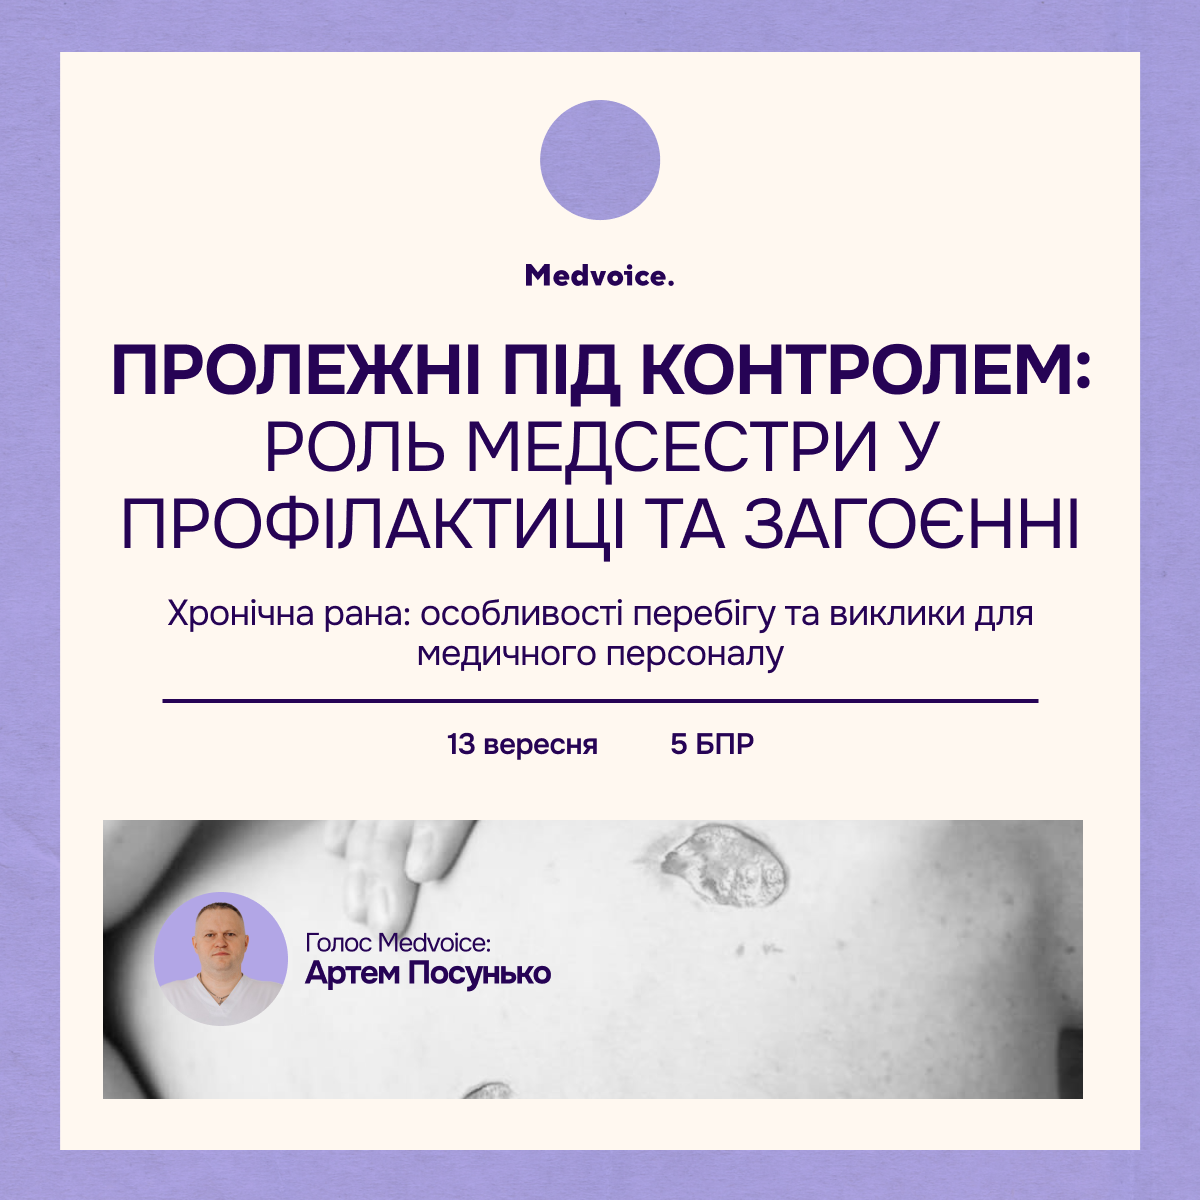 Medvoice.
ПРОЛЕЖНІ ПІД КОНТРОЛЕМ:
РОЛЬ МЕДСЕСТРИ У
ПРОФІЛАКТИЦІ ТА ЗАГОЄННІ
Хронічна рана: особливості перебігу та виклики для
медичного персоналу
13 вересня 5 БПР
Голос Medvoice:
Артем Посунько